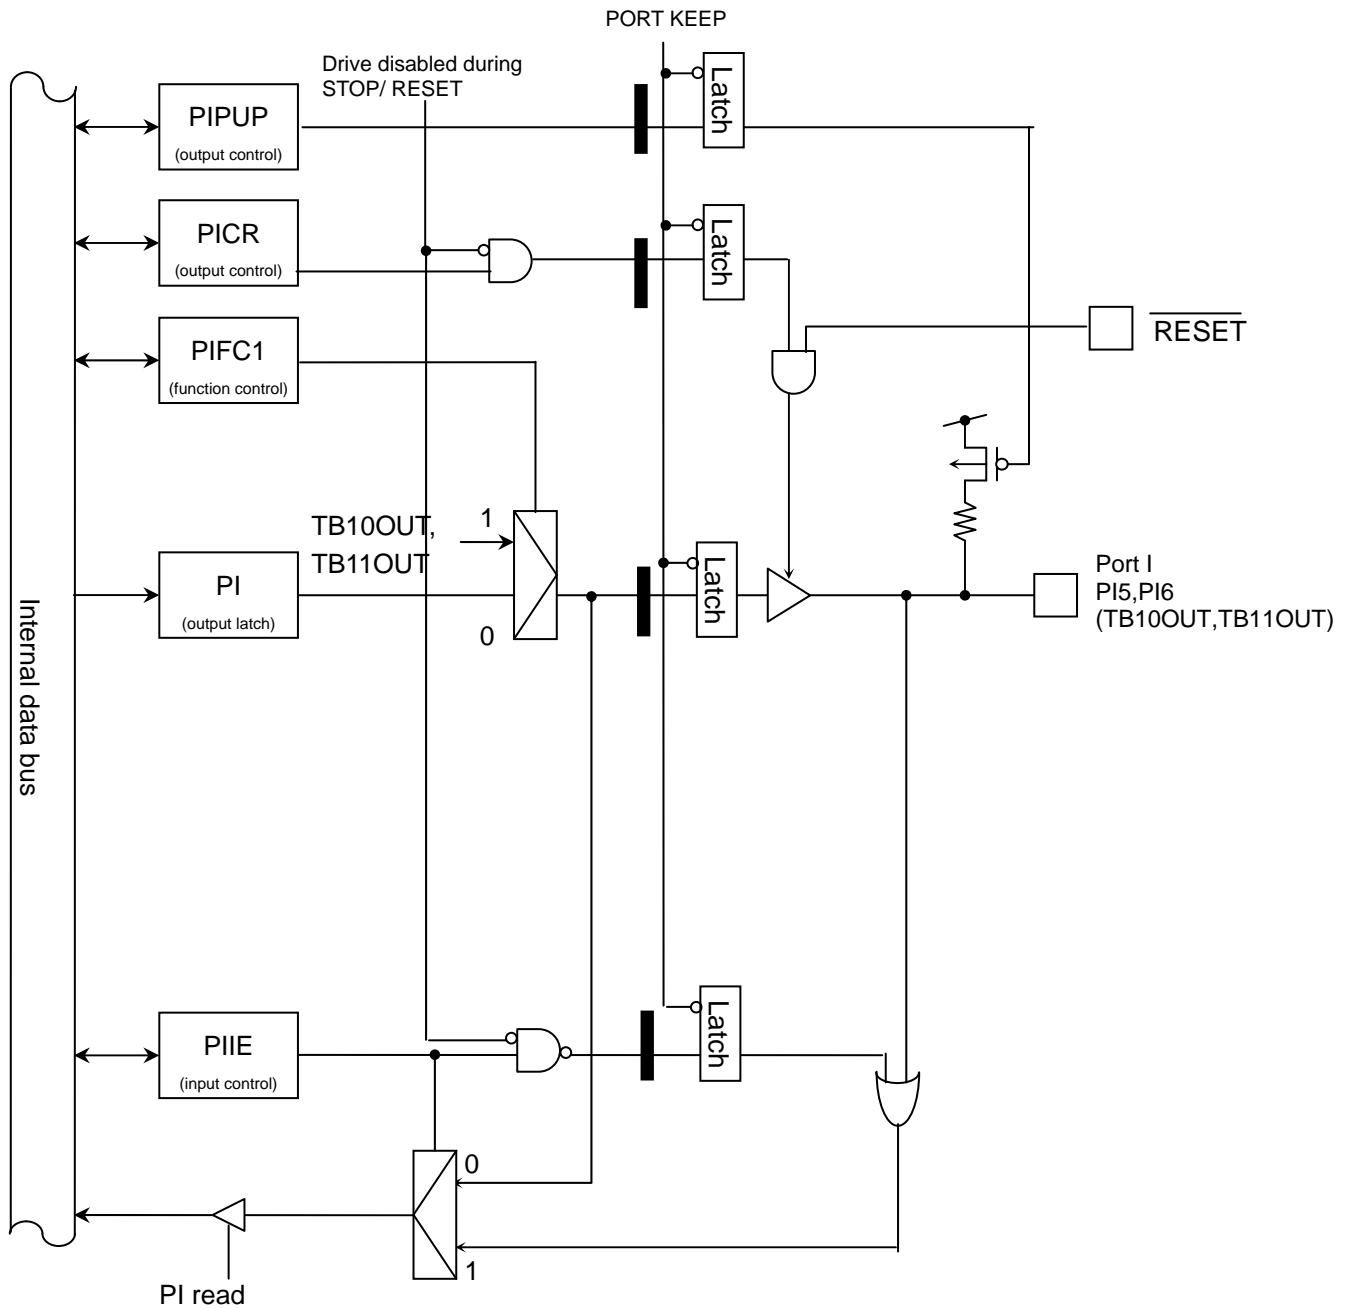 PORT KEEP
Drive disabled during
STOP/ RESET
Latch
PIPUP
(output control)
Latch
PICR
(output control)
RESET
PIFC1
(function control)
TB10OUT,
TB11OUT
1
0
Latch
PI
(output latch)
Port I
PI5,PI6
(TB10OUT,TB11OUT)
Internal data bus
Latch
PIIE
(input control)
0
1
PI read